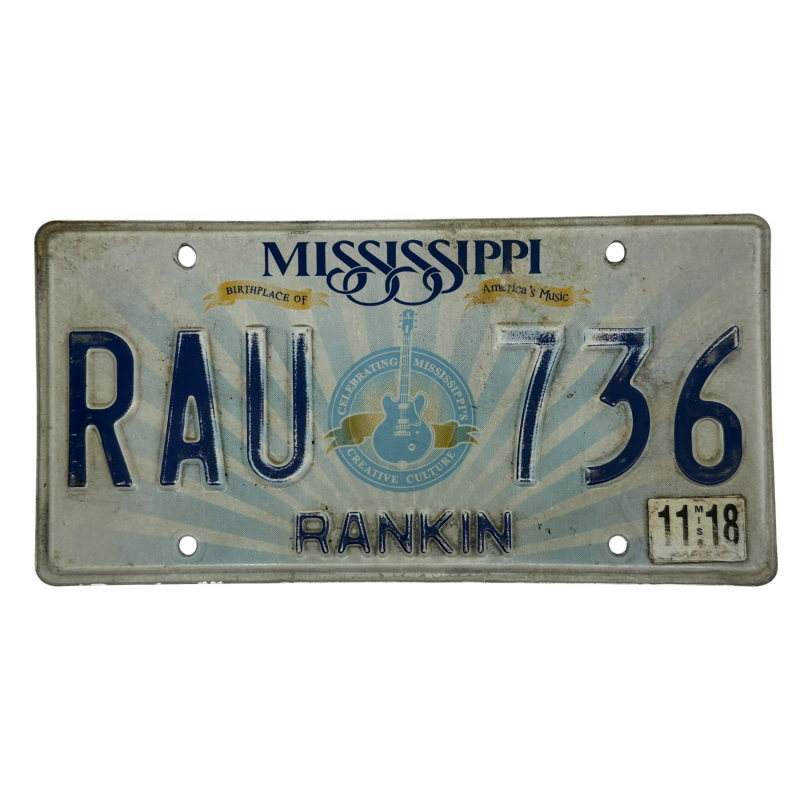 MISSISSIPPI
BIRTHPLACE OF America's Music
RAU 736
CELEBRATING MISSISSIPPI'S
CREATIVE CULTURE
RANKIN
11 MISS 18